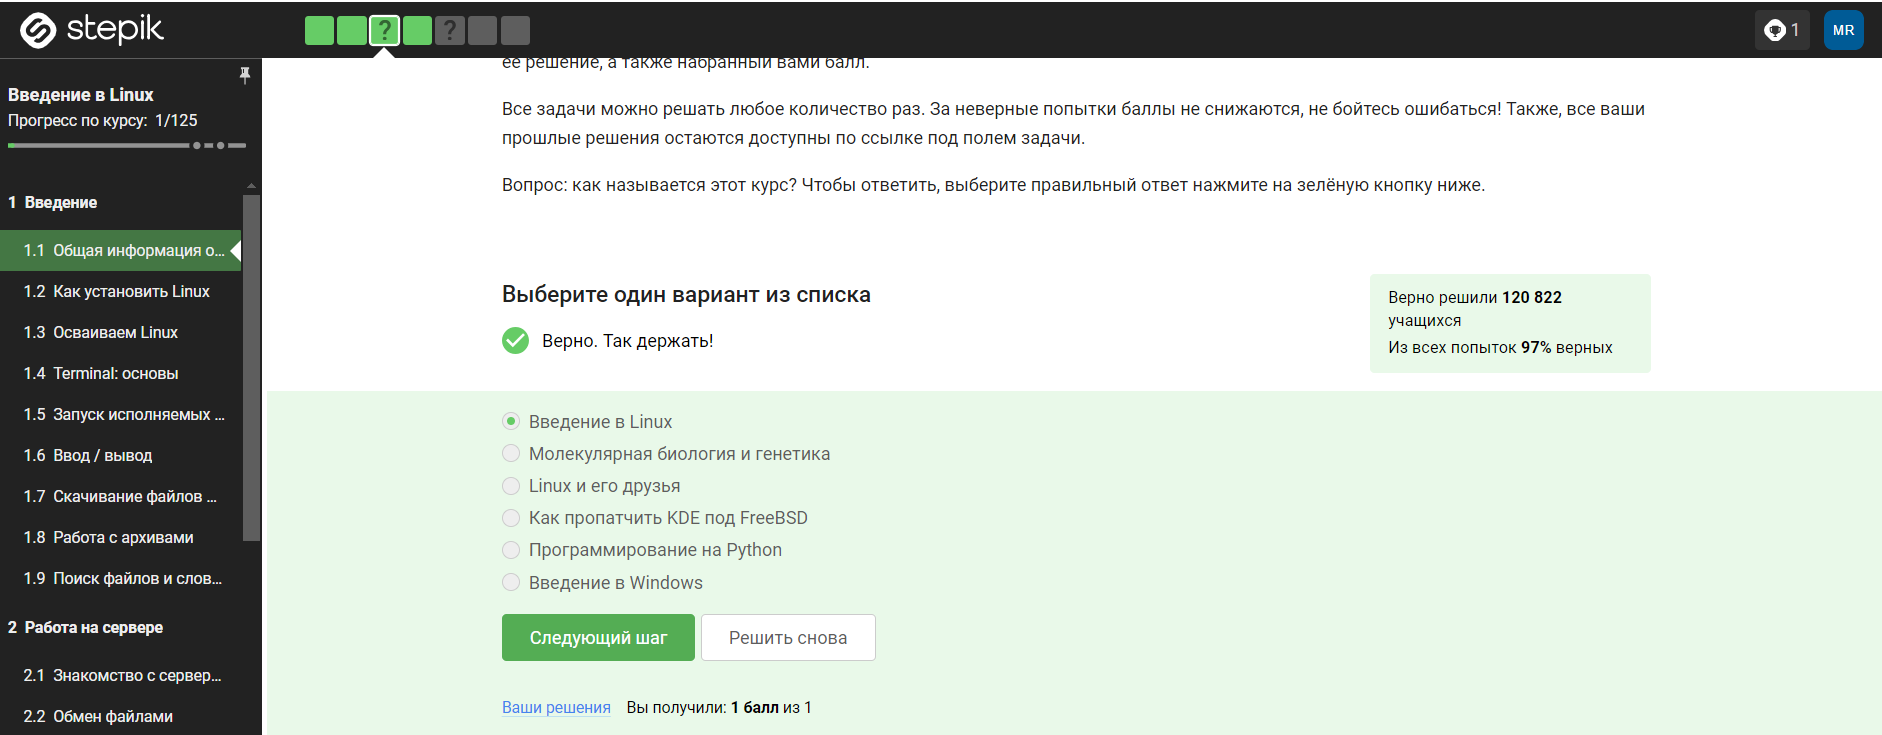 stepik
?
?
1
MR
Введение в Linux
Прогресс по курсу: 1/125
1 Введение
1.1 Общая информация о...
1.2 Как установить Linux
1.3 Осваиваем Linux
1.4 Terminal: основы
1.5 Запуск исполняемых ...
1.6 Ввод / вывод
1.7 Скачивание файлов ...
1.8 Работа с архивами
1.9 Поиск файлов и слов...
2 Работа на сервере
2.1 Знакомство с сервер...
2.2 Обмен файлами
ее решение, а также набранный вами балл.
Все задачи можно решать любое количество раз. За неверные попытки баллы не снижаются, не бойтесь ошибаться! Также, все ваши
прошлые решения остаются доступны по ссылке под полем задачи.
Вопрос: как называется этот курс? Чтобы ответить, выберите правильный ответ нажмите на зелёную кнопку ниже.
Выберите один вариант из списка
Верно. Так держать!
Верно решили 120 822
учащихся
Из всех попыток 97% верных
Введение в Linux
Молекулярная биология и генетика
Linux и его друзья
Как пропатчить KDE под FreeBSD
Программирование на Python
Введение в Windows
Следующий шаг
Решить снова
Ваши решения Вы получили: 1 балл из 1